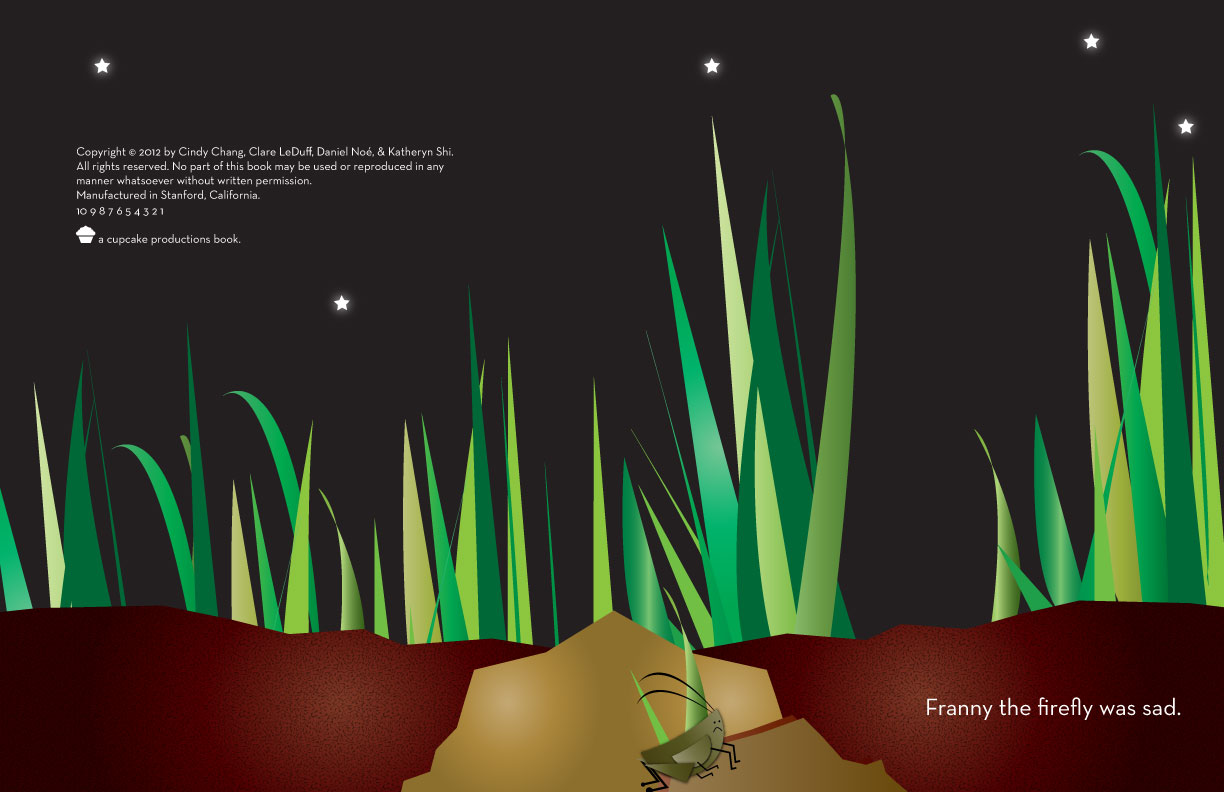 Copyright © 2012 by Cindy Chang, Clare LeDuff, Daniel Noé, & Katheryn Shi.
All rights reserved. No part of this book may be used or reproduced in any
manner whatsoever without written permission.
Manufactured in Stanford, California.
10 9 8 7 6 5 4 3 2 1
a cupcake productions book.
Franny the firefly was sad.